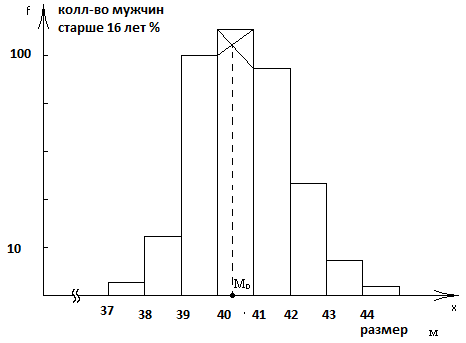 f
колл-во мужчин
старше 16 лет %
100
10
M₀
37 38 39 40 41 42 43 44
x
размер м